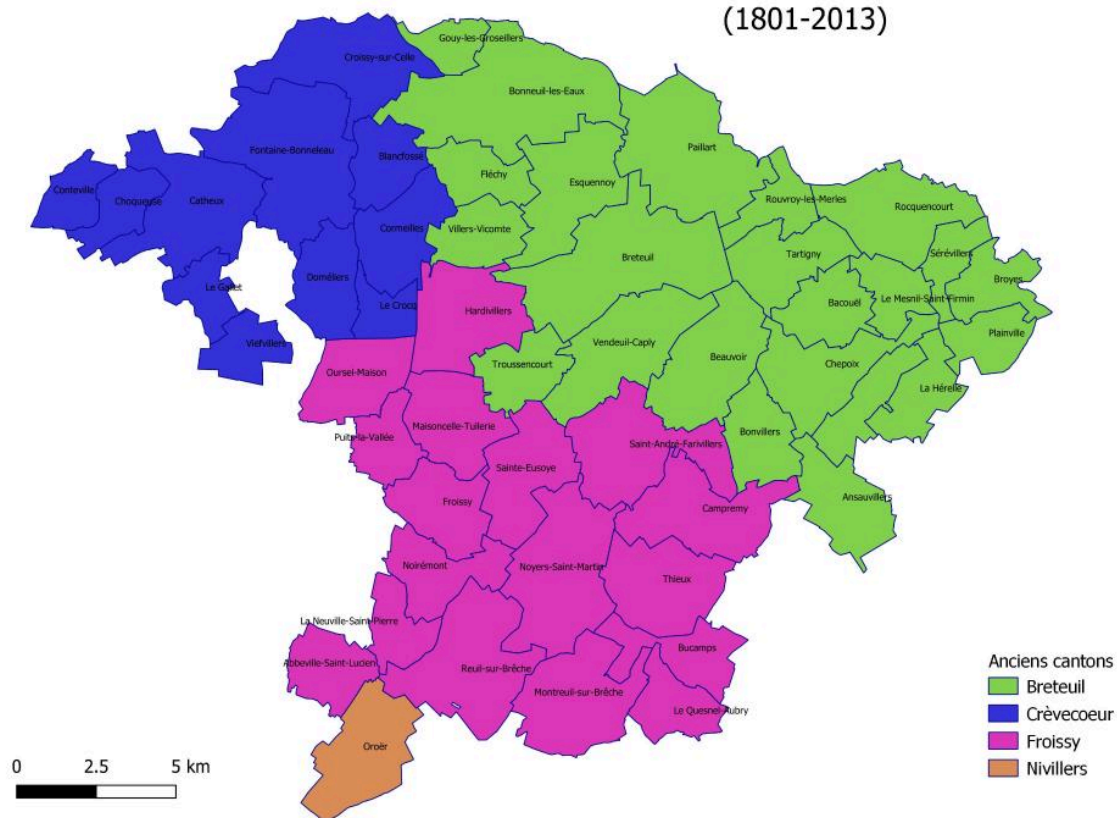 (1801-2013)
Gouy-les-Groseillers
Croissy-sur-Celle
Bonneuil-les-Eaux
Paillart
Fontaine-Bonneleau
Blancfossé
Fléchy
Esquennoy
Conteville
Choqueuse
Catheux
Rouvroy-les-Merles
Rocquencourt
Cormeilles
Villers-Vicomte
Breteuil
Tartigny
Sérévillers
Doméliers
Broyes
Le Gallet
Bacouël
Le Mesnil-Saint-Firmin
Le Crocq
Hardivillers
Plainville
Viefvillers
Vendeuil-Caply
Beauvoir
Troussencourt
Chepoix
Oursel-Maison
La Hérelle
Maisoncelle-Tuilerie
Bonvillers
Puits-la-Vallée
Saint-André-Farivillers
Sainte-Eusoye
Ansauvillers
Froissy
Campremy
Noirémont
Noyers-Saint-Martin
Thieux
La Neuville-Saint-Pierre
Bucamps
Abbeville-Saint-Lucien
Reuil-sur-Brêche
Montreuil-sur-Brêche
Le Quesnel-Aubry
Oroër
Anciens cantons
Breteuil
Crèvecoeur
Froissy
Nivillers
0 2.5 5 km